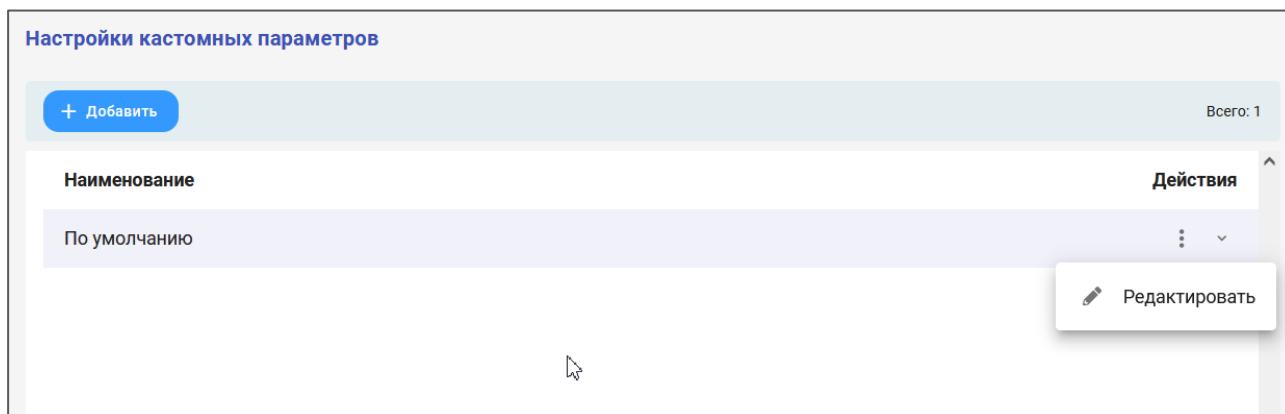 Настройки кастомных параметров
+ Добавить
Всего: 1
Наименование
Действия
По умолчанию
Редактировать